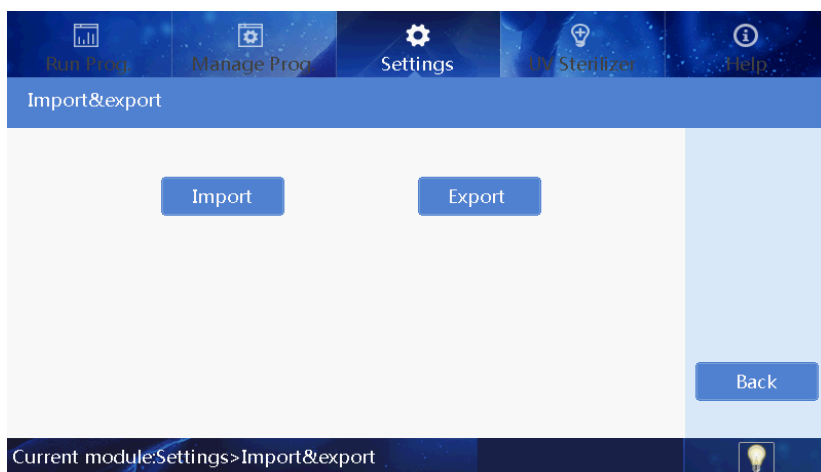 Run Prog
Manage Prog
Settings
UV Sterilizer
Help
Import&export
Import
Export
Back
Current module:Settings>Import&export